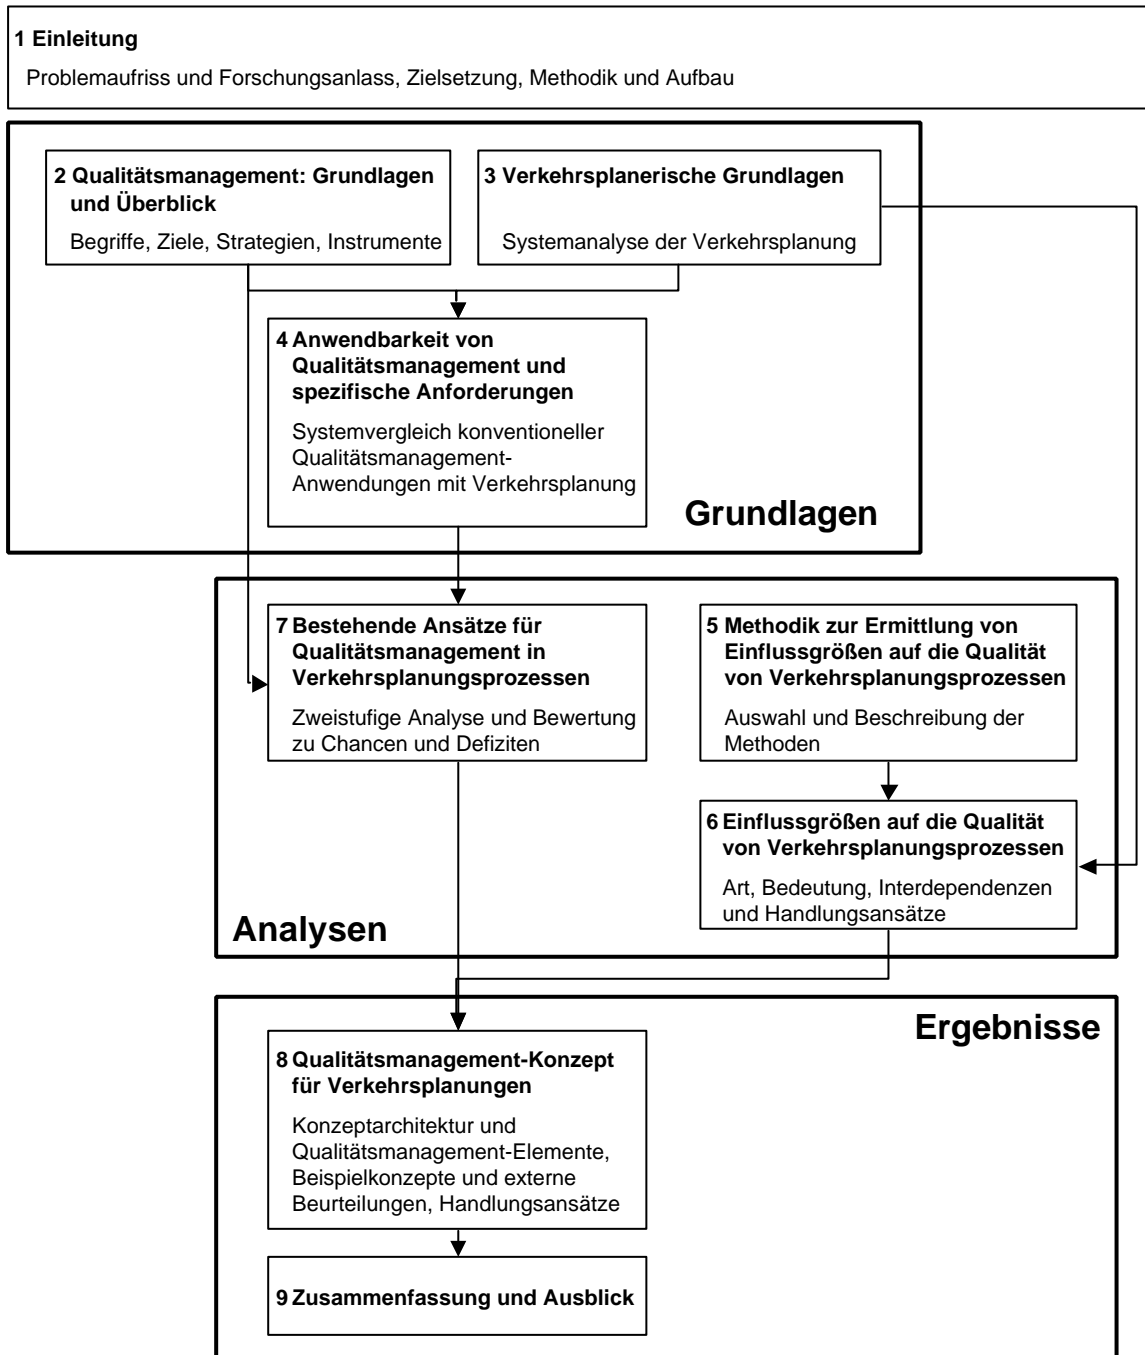 1 Einleitung
Problemaufriss und Forschungsanlass, Zielsetzung, Methodik und Aufbau
2 Qualitätsmanagement: Grundlagen
und Überblick
Begriffe, Ziele, Strategien, Instrumente
3 Verkehrsplanerische Grundlagen
Systemanalyse der Verkehrsplanung
4 Anwendbarkeit von
Qualitätsmanagement und
spezifische Anforderungen
Systemvergleich konventioneller
Qualitätsmanagement-
Anwendungen mit Verkehrsplanung
Grundlagen
7 Bestehende Ansätze für
Qualitätsmanagement in
Verkehrsplanungsprozessen
Zweistufige Analyse und Bewertung
zu Chancen und Defiziten
5 Methodik zur Ermittlung von
Einflussgrößen auf die Qualität
von Verkehrsplanungsprozessen
Auswahl und Beschreibung der
Methoden
6 Einflussgrößen auf die Qualität
von Verkehrsplanungsprozessen
Art, Bedeutung, Interdependenzen
und Handlungsansätze
Analysen
Ergebnisse
8 Qualitätsmanagement-Konzept
für Verkehrsplanungen
Konzeptarchitektur und
Qualitätsmanagement-Elemente,
Beispielkonzepte und externe
Beurteilungen, Handlungsansätze
9 Zusammenfassung und Ausblick